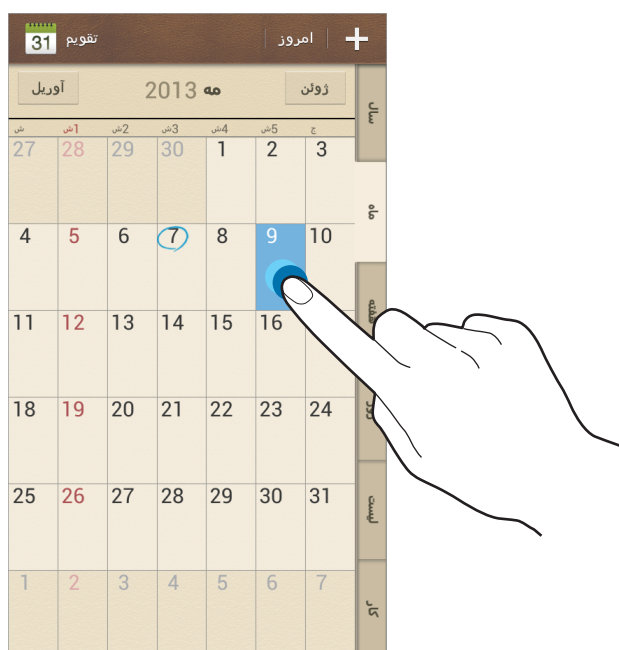 31 تقویم امروز
آوریل مه 2013 ژوئن
ش 1ش 2ش 3ش 4ش 5ش ج
27 28 29 30 1 2 3
4 5 6 7 8 9 10
11 12 13 14 15 16
18 19 20 21 22 23 24
25 26 27 28 29 30 31
1 2 3 4 5 6 7
سال
ماه
هفته
روز
لیست
کار